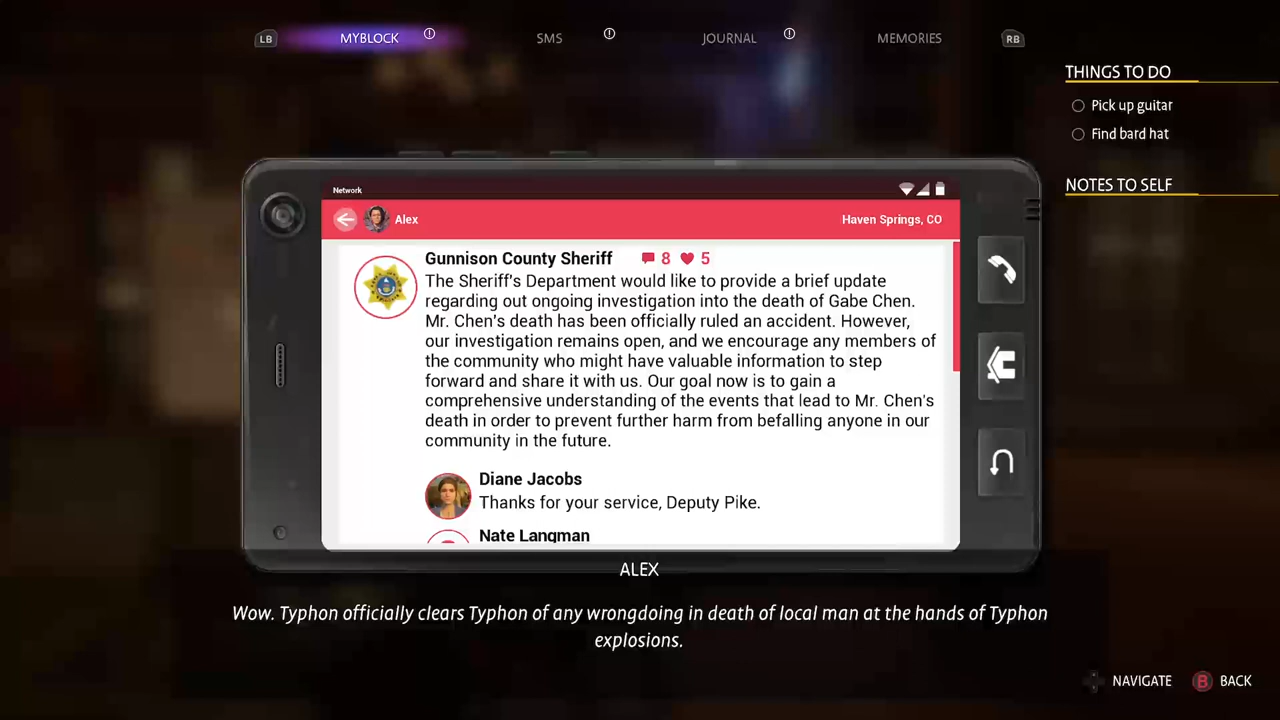 LB
MYBLOCK
SMS
JOURNAL
MEMORIES
RB
THINGS TO DO
Pick up guitar
Find bard hat
NOTES TO SELF
Network
Alex
Haven Springs, CO
Gunnison County Sheriff 8 5
The Sheriff's Department would like to provide a brief update
regarding out ongoing investigation into the death of Gabe Chen.
Mr. Chen's death has been officially ruled an accident. However,
our investigation remains open, and we encourage any members of
the community who might have valuable information to step
forward and share it with us. Our goal now is to gain a
comprehensive understanding of the events that lead to Mr. Chen's
death in order to prevent further harm from befalling anyone in our
community in the future.
Diane Jacobs
Thanks for your service, Deputy Pike.
Nate Langman
ALEX
Wow. Typhon officially clears Typhon of any wrongdoing in death of local man at the hands of Typhon
explosions.
NAVIGATE
B BACK